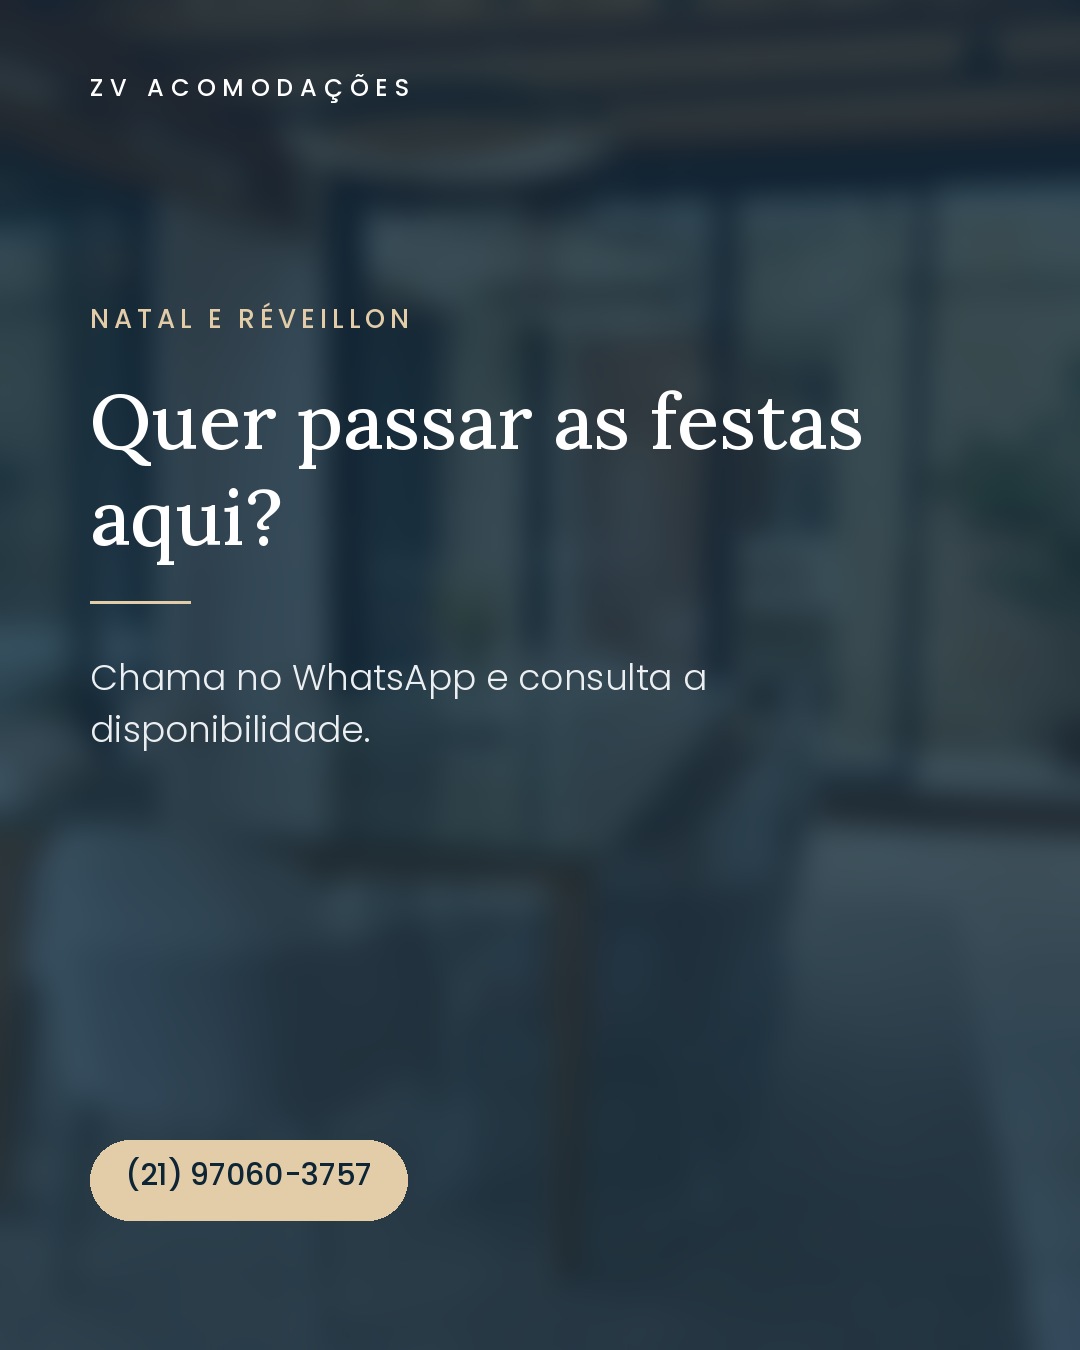 ZV ACOMODAÇÕES
NATAL E RÉVEILLON
Quer passar as festas
aqui?
Chama no WhatsApp e consulta a
disponibilidade.
(21) 97060-3757